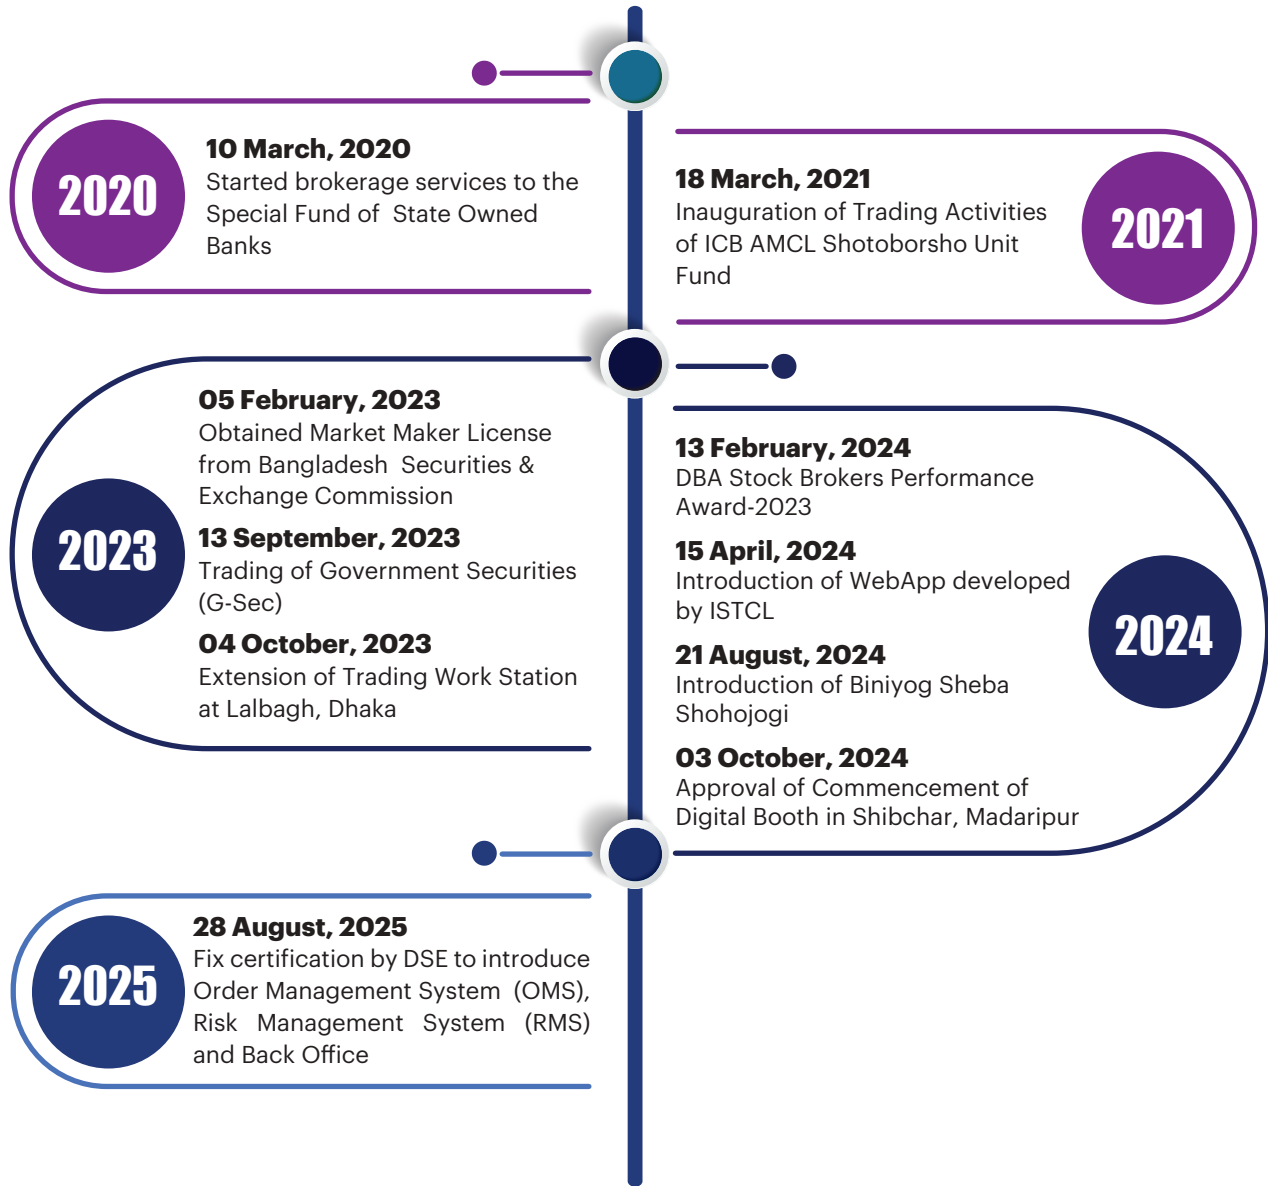 2020
10 March, 2020
Started brokerage services to the
Special Fund of State Owned
Banks
18 March, 2021
Inauguration of Trading Activities
of ICB AMCL Shotoborsho Unit
Fund
2021
2023
05 February, 2023
Obtained Market Maker License
from Bangladesh Securities &
Exchange Commission
13 September, 2023
Trading of Government Securities
(G-Sec)
04 October, 2023
Extension of Trading Work Station
at Lalbagh, Dhaka
13 February, 2024
DBA Stock Brokers Performance
Award-2023
15 April, 2024
Introduction of WebApp developed
by ISTCL
21 August, 2024
Introduction of Biniyog Sheba
Shohojogi
03 October, 2024
Approval of Commencement of
Digital Booth in Shibchar, Madaripur
2024
2025
28 August, 2025
Fix certification by DSE to introduce
Order Management System (OMS),
Risk Management System (RMS)
and Back Office